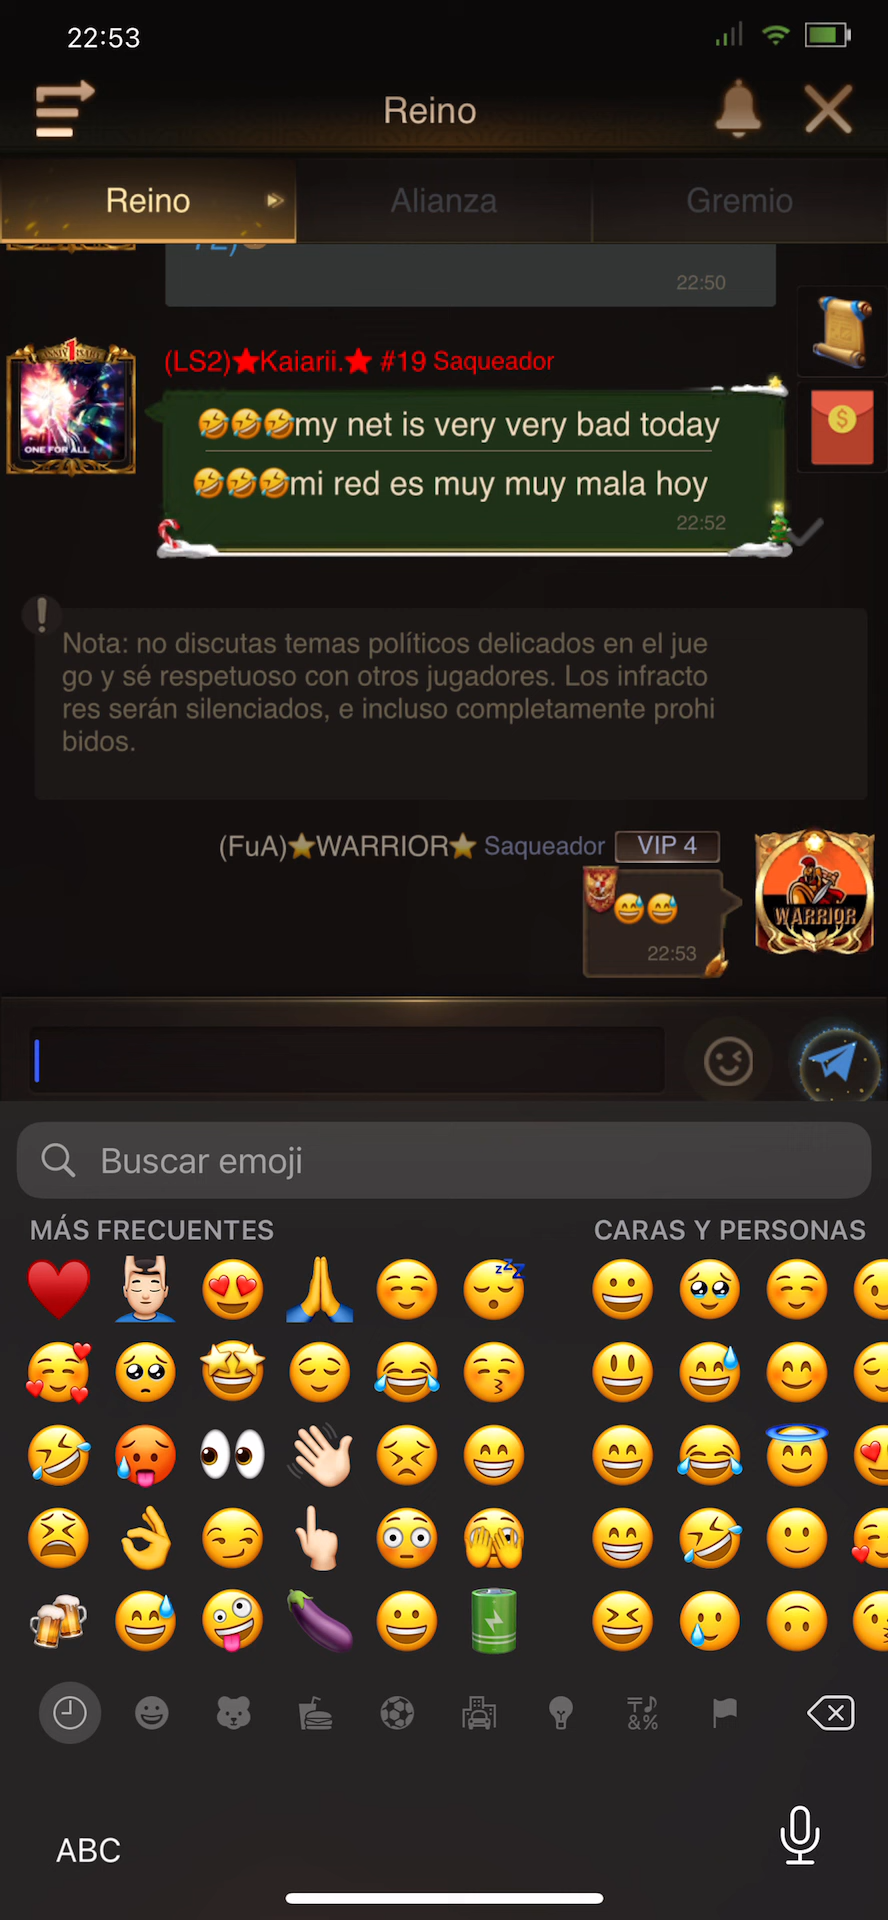 22:53
Reino
Reino
Alianza
Gremio
22:50
(LS2)⭐Kaiarii.⭐ #19 Saqueador
🤣🤣🤣my net is very very bad today
🤣🤣🤣mi red es muy muy mala hoy
22:52
ONE FOR ALL
Nota: no discutas temas políticos delicados en el jue
go y sé respetuoso con otros jugadores. Los infracto
res serán silenciados, e incluso completamente prohi
bidos.
(FuA)⭐WARRIOR⭐ Saqueador VIP 4
😅😅
22:53
WARRIOR
Buscar emoji
MÁS FRECUENTES
CARAS Y PERSONAS
ABC